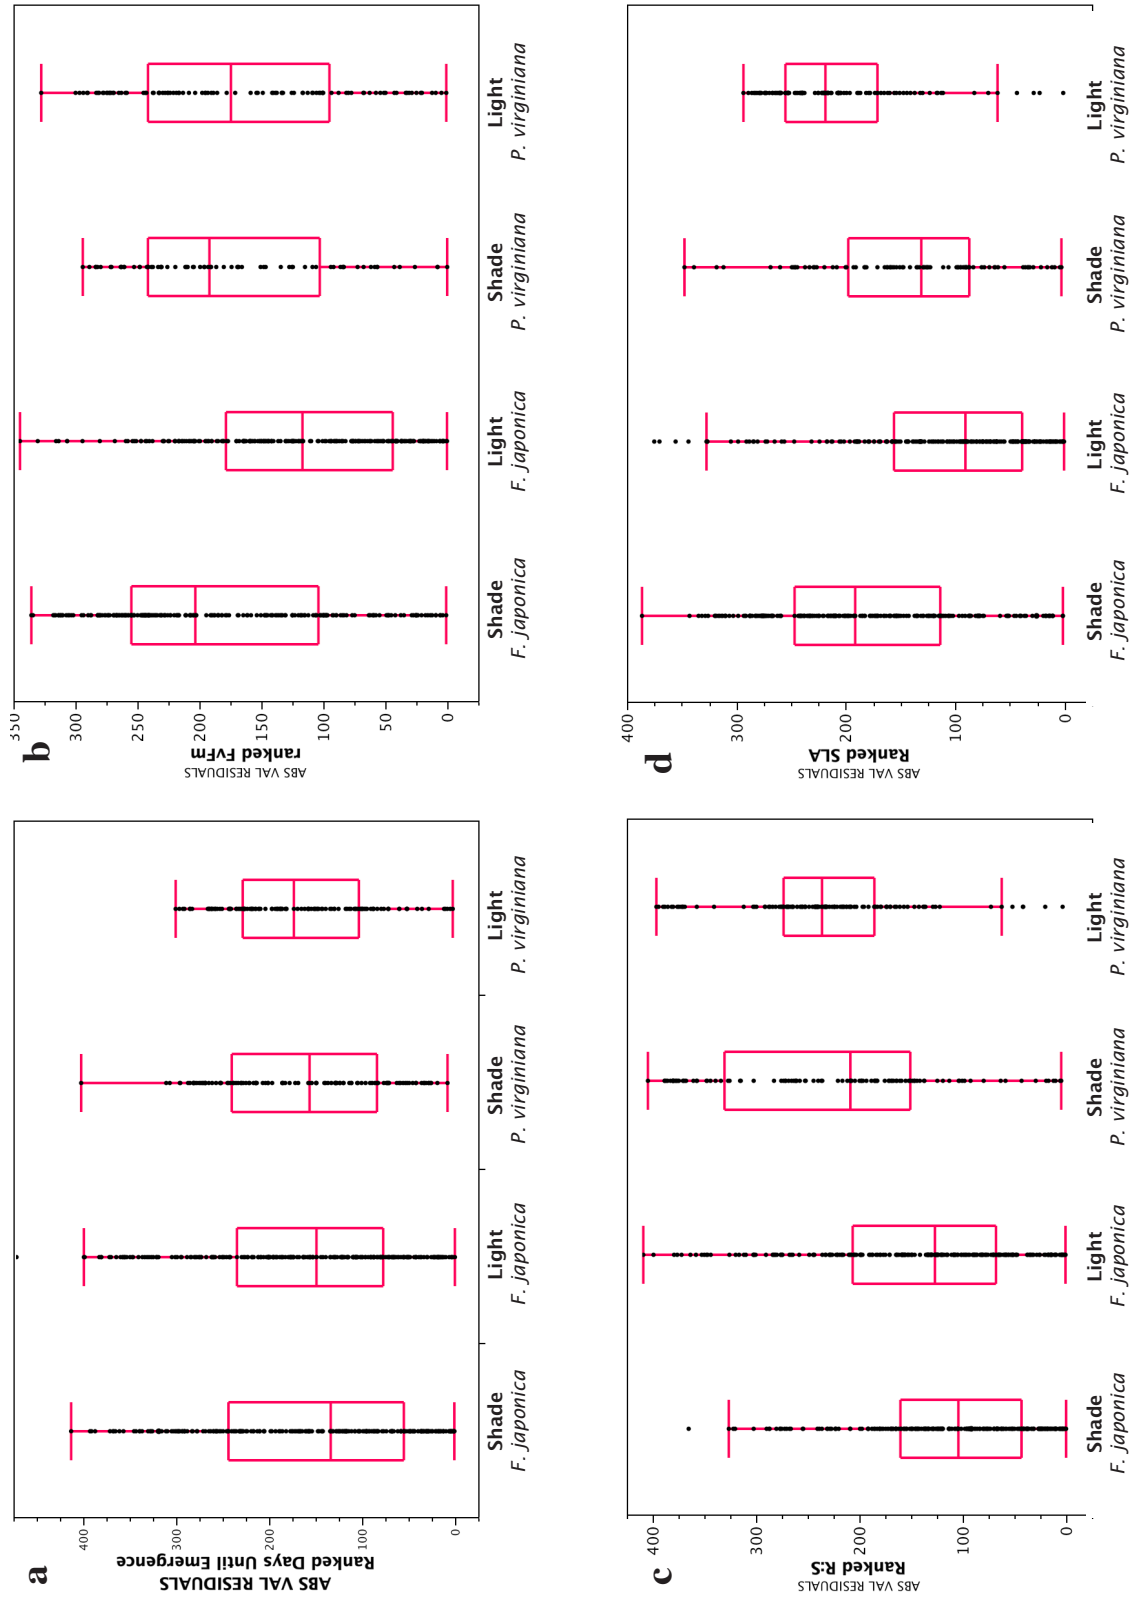 a
ABS VAL RESIDUALS
Ranked Days Until Emergence
400
300
200
100
0
Shade
F. japonica
Light
F. japonica
Shade
P. virginiana
Light
P. virginiana
b
ABS VAL RESIDUALS
ranked FvFm
350
300
250
200
150
100
50
0
Shade
F. japonica
Light
F. japonica
Shade
P. virginiana
Light
P. virginiana
c
ABS VAL RESIDUALS
Ranked R:S
400
300
200
100
0
Shade
F. japonica
Light
F. japonica
Shade
P. virginiana
Light
P. virginiana
d
ABS VAL RESIDUALS
Ranked SLA
400
300
200
100
0
Shade
F. japonica
Light
F. japonica
Shade
P. virginiana
Light
P. virginiana